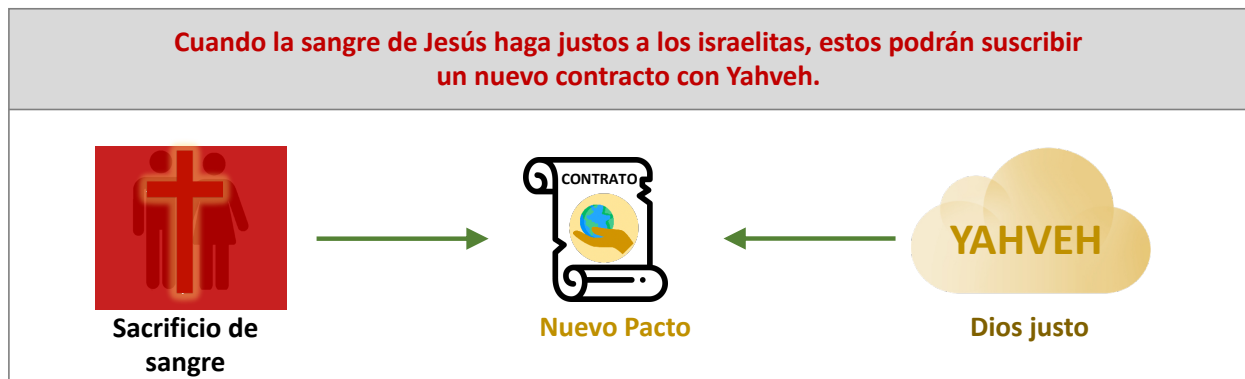 Cuando la sangre de Jesús haga justos a los israelitas, estos podrán suscribir
un nuevo contracto con Yahveh.
CONTRATO
YAHVEH
Sacrificio de
sangre
Nuevo Pacto
Dios justo